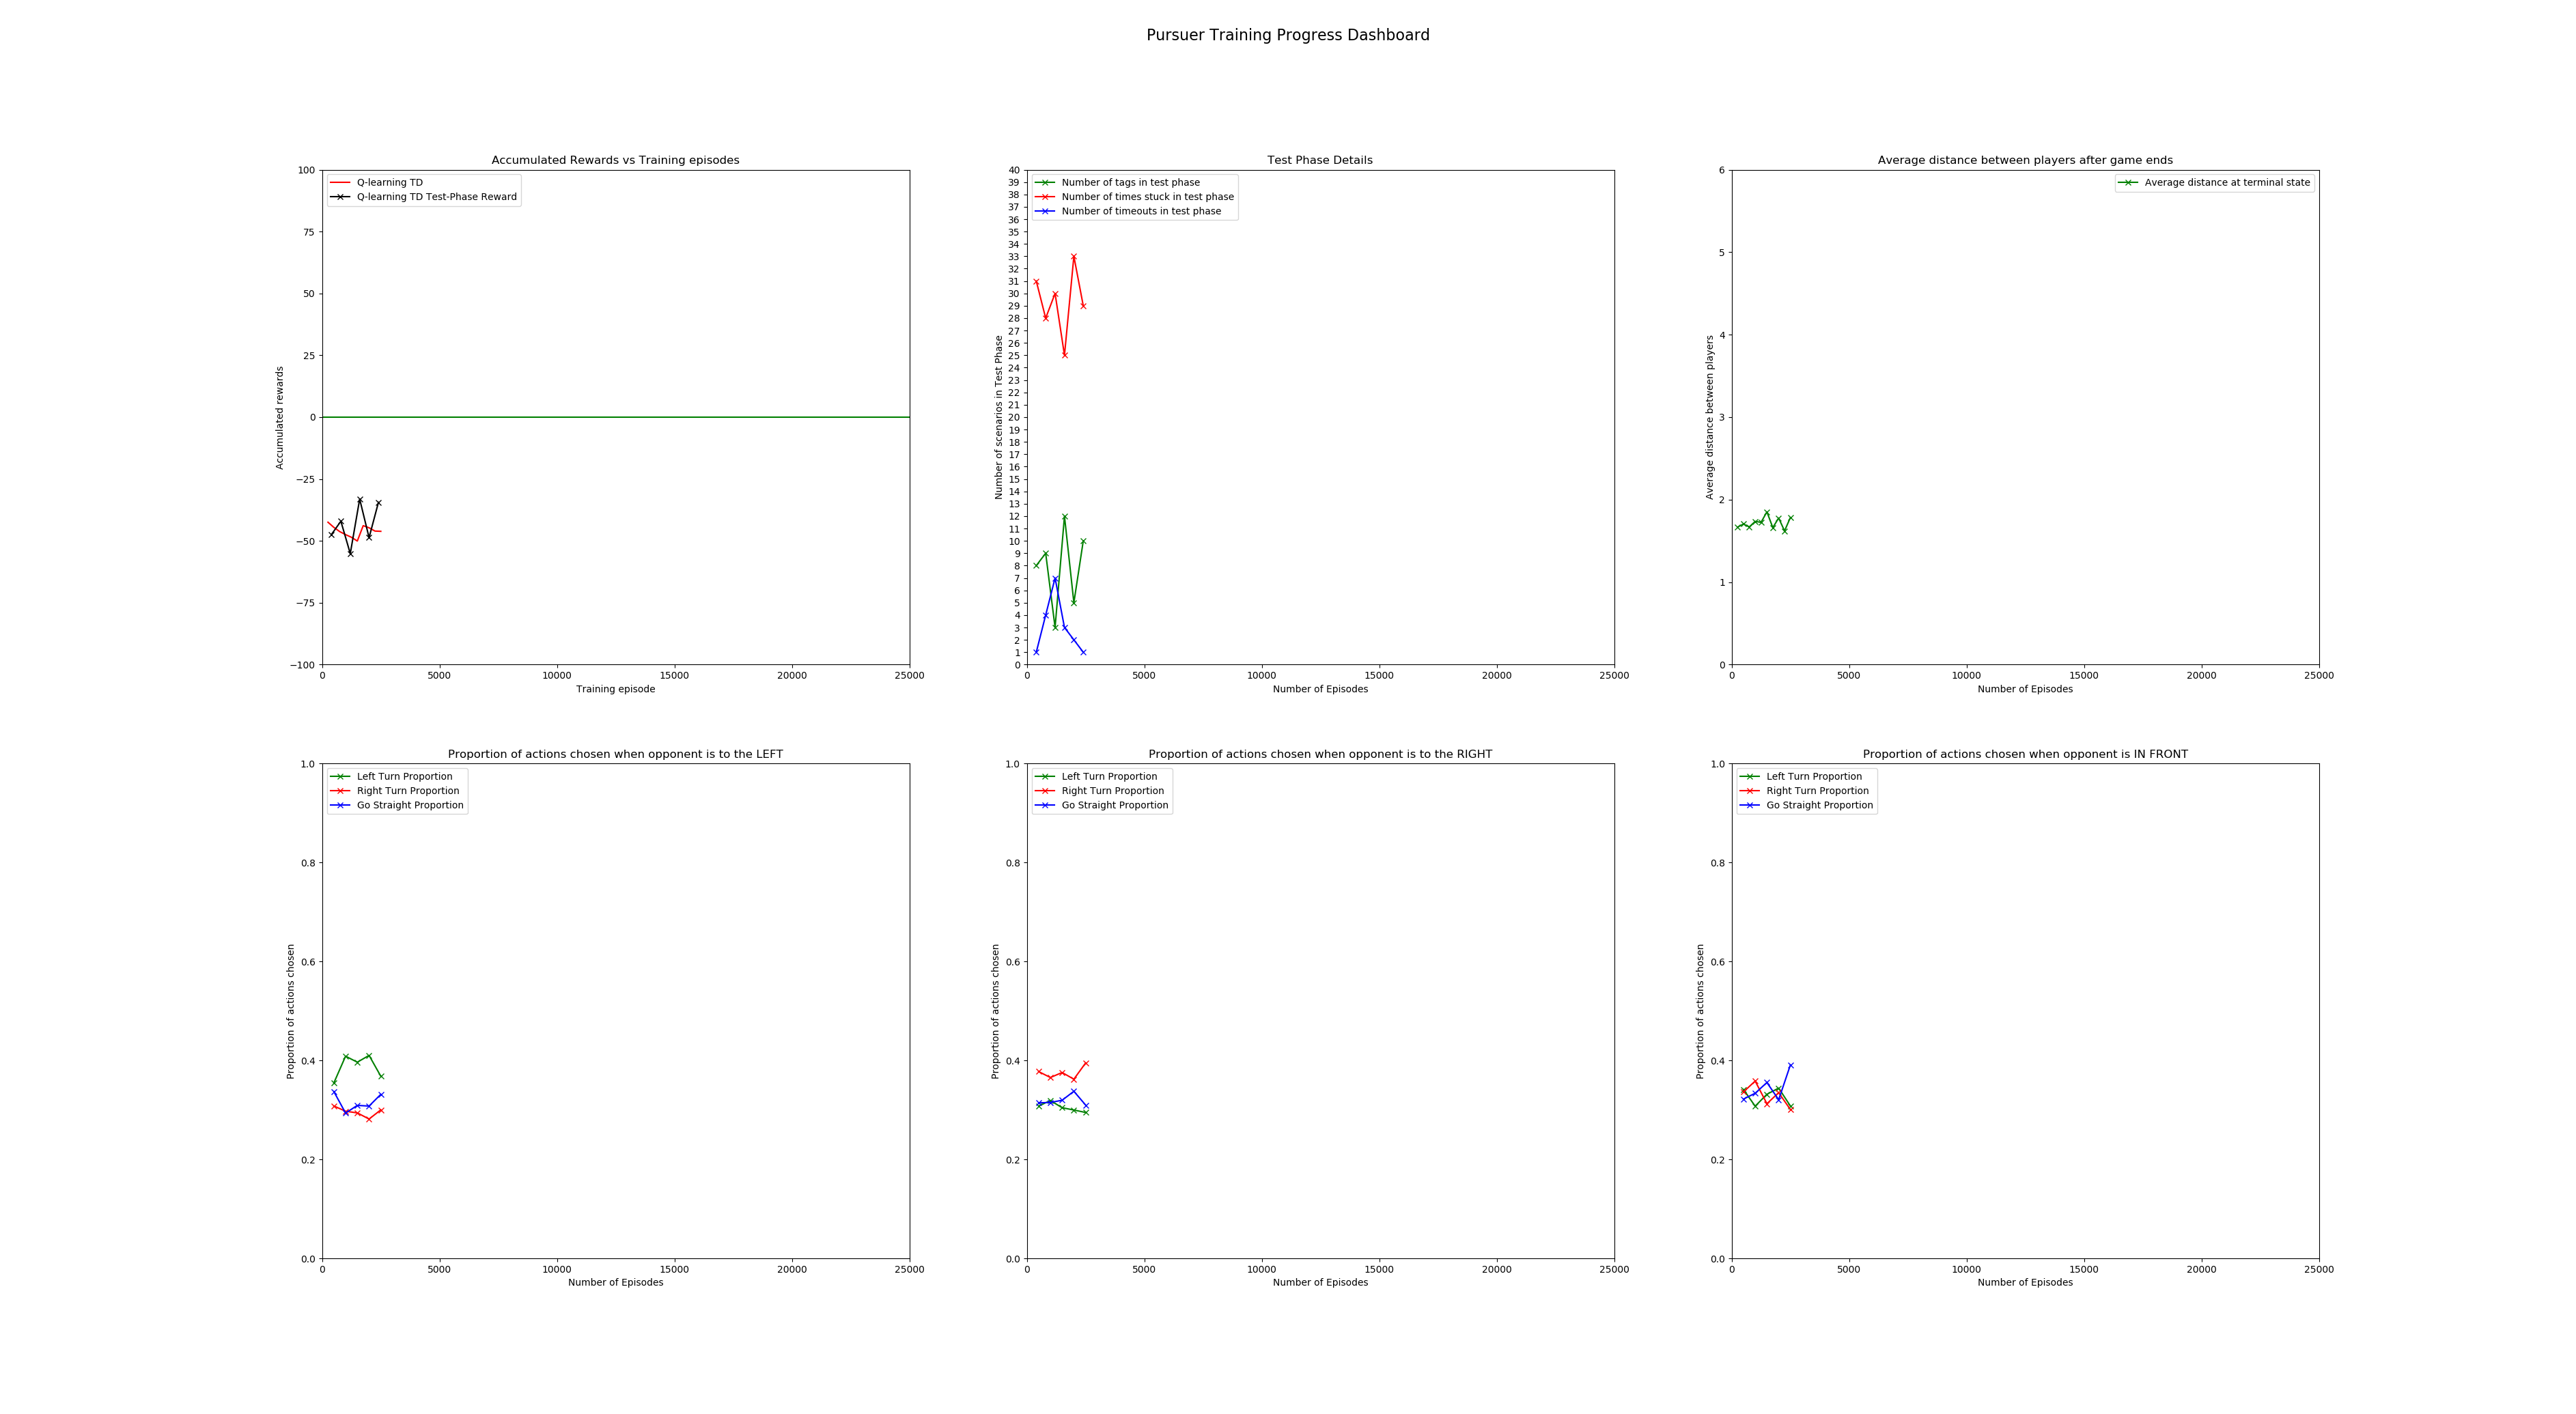 Pursuer Training Progress Dashboard
Accumulated Rewards vs Training episodes
Q-learning TD
Q-learning TD Test-Phase Reward
100
75
50
25
0
−25
−50
−75
−100
Accumulated rewards
0 5000 10000 15000 20000 25000
Training episode
Test Phase Details
Number of tags in test phase
Number of times stuck in test phase
Number of timeouts in test phase
40
39
38
37
36
35
34
33
32
31
30
29
28
27
26
25
24
23
22
21
20
19
18
17
16
15
14
13
12
11
10
9
8
7
6
5
4
3
2
1
0
Number of scenarios in Test Phase
0 5000 10000 15000 20000 25000
Number of Episodes
Average distance between players after game ends
Average distance at terminal state
6
5
4
3
2
1
0
Average distance between players
0 5000 10000 15000 20000 25000
Number of Episodes
Proportion of actions chosen when opponent is to the LEFT
Left Turn Proportion
Right Turn Proportion
Go Straight Proportion
1.0
0.8
0.6
0.4
0.2
0.0
Proportion of actions chosen
0 5000 10000 15000 20000 25000
Number of Episodes
Proportion of actions chosen when opponent is to the RIGHT
Left Turn Proportion
Right Turn Proportion
Go Straight Proportion
1.0
0.8
0.6
0.4
0.2
0.0
Proportion of actions chosen
0 5000 10000 15000 20000 25000
Number of Episodes
Proportion of actions chosen when opponent is IN FRONT
Left Turn Proportion
Right Turn Proportion
Go Straight Proportion
1.0
0.8
0.6
0.4
0.2
0.0
Proportion of actions chosen
0 5000 10000 15000 20000 25000
Number of Episodes